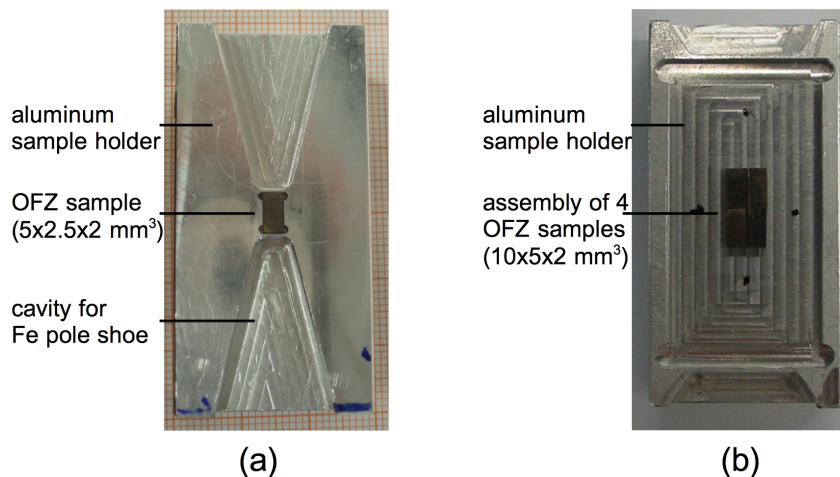 aluminum
sample holder
OFZ sample
(5x2.5x2 mm³)
cavity for
Fe pole shoe
(a)
aluminum
sample holder
assembly of 4
OFZ samples
(10x5x2 mm³)
(b)